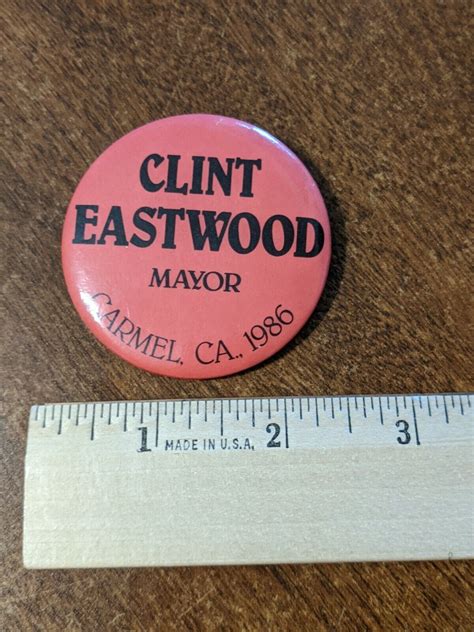 CLINT
EASTWOOD
MAYOR
CARMEL, CA., 1986
1 MADE IN U.S.A. 2 3